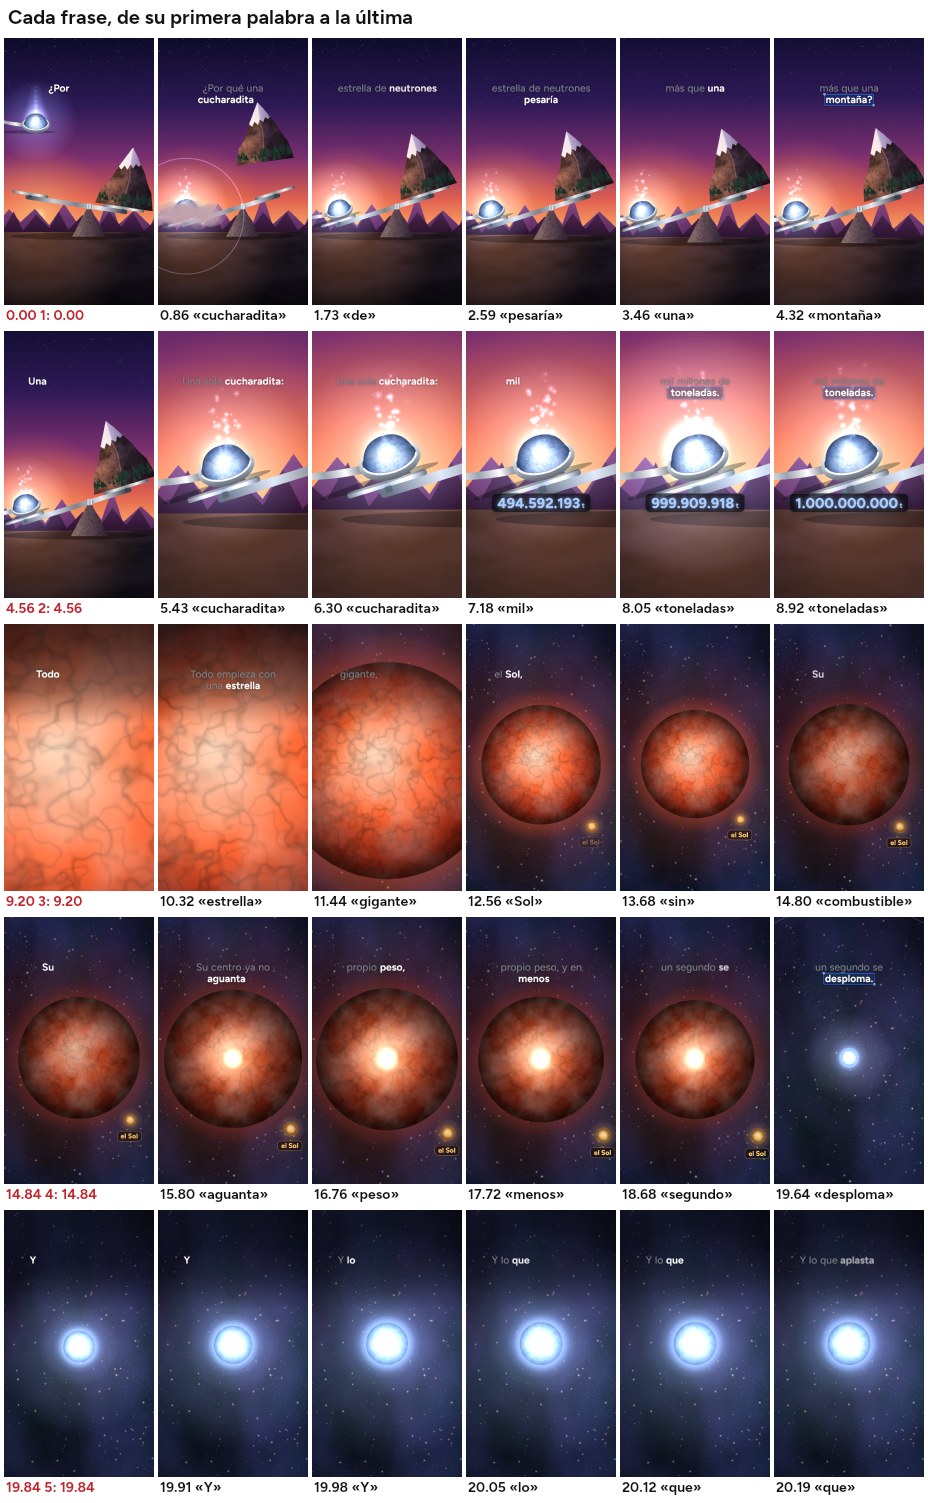 Cada frase, de su primera palabra a la última
¿Por
¿Por qué una
cucharadita
estrella de neutrones
estrella de neutrones
pesaría
más que una
más que una
montaña?
0.00 1: 0.00
0.86 «cucharadita»
1.73 «de»
2.59 «pesaría»
3.46 «una»
4.32 «montaña»
Una
Una sola cucharadita:
Una sola cucharadita:
mil
mil millones de
toneladas.
mil millones de
toneladas.
494.592.193 t
999.909.918 t
1.000.000.000 t
4.56 2: 4.56
5.43 «cucharadita»
6.30 «cucharadita»
7.18 «mil»
8.05 «toneladas»
8.92 «toneladas»
Todo
Todo empieza con
una estrella
gigante,
el Sol,
Su
el Sol
el Sol
el Sol
9.20 3: 9.20
10.32 «estrella»
11.44 «gigante»
12.56 «Sol»
13.68 «sin»
14.80 «combustible»
Su
Su centro ya no
aguanta
propio peso,
propio peso, y en
menos
un segundo se
un segundo se
desploma.
el Sol
el Sol
el Sol
el Sol
el Sol
14.84 4: 14.84
15.80 «aguanta»
16.76 «peso»
17.72 «menos»
18.68 «segundo»
19.64 «desploma»
Y
Y
Y lo
Y lo que
Y lo que
Y lo que aplasta
19.84 5: 19.84
19.91 «Y»
19.98 «Y»
20.05 «lo»
20.12 «que»
20.19 «que»